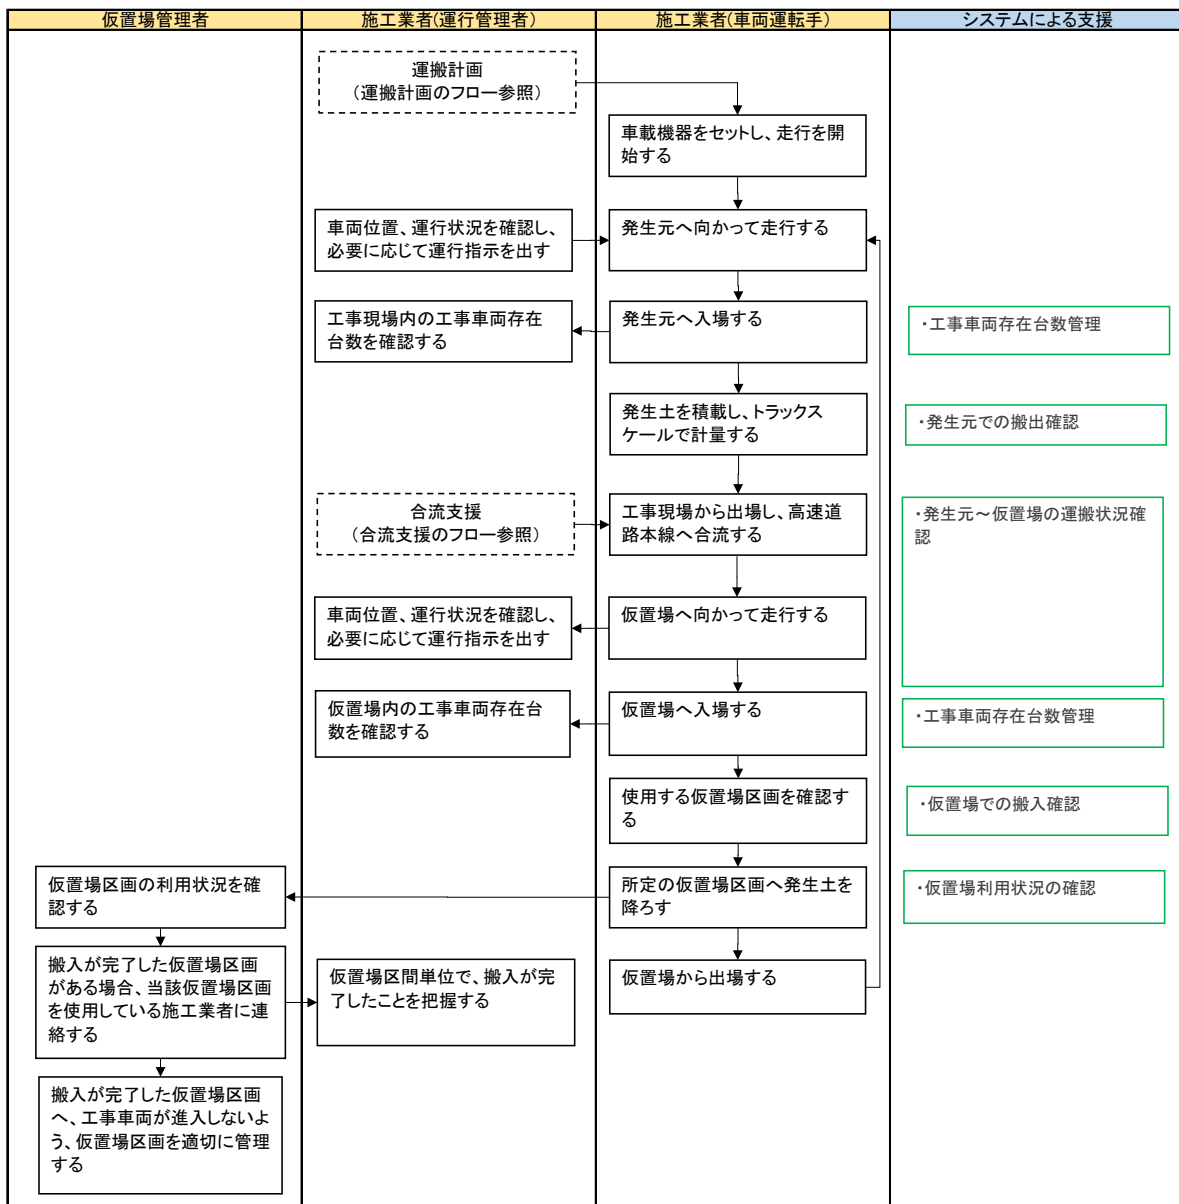 仮置場管理者
施工業者(運行管理者)
施工業者(車両運転手)
システムによる支援
運搬計画
(運搬計画のフロー参照)
車載機器をセットし、走行を開
始する
車両位置、運行状況を確認し、
必要に応じて運行指示を出す
発生元へ向かって走行する
工事現場内の工事車両存在
台数を確認する
発生元へ入場する
・工事車両存在台数管理
発生土を積載し、トラックス
ケールで計量する
・発生元での搬出確認
合流支援
(合流支援のフロー参照)
工事現場から出場し、高速道
路本線へ合流する
・発生元~仮置場の運搬状況確
認
車両位置、運行状況を確認し、
必要に応じて運行指示を出す
仮置場へ向かって走行する
仮置場内の工事車両存在台
数を確認する
仮置場へ入場する
・工事車両存在台数管理
使用する仮置場区画を確認す
る
・仮置場での搬入確認
仮置場区画の利用状況を確
認する
所定の仮置場区画へ発生土を
降ろす
・仮置場利用状況の確認
搬入が完了した仮置場区画
がある場合、当該仮置場区画
を使用している施工業者に連
絡する
仮置場区間単位で、搬入が完
了したことを把握する
仮置場から出場する
搬入が完了した仮置場区画
へ、工事車両が進入しないよ
う、仮置場区画を適切に管理
する